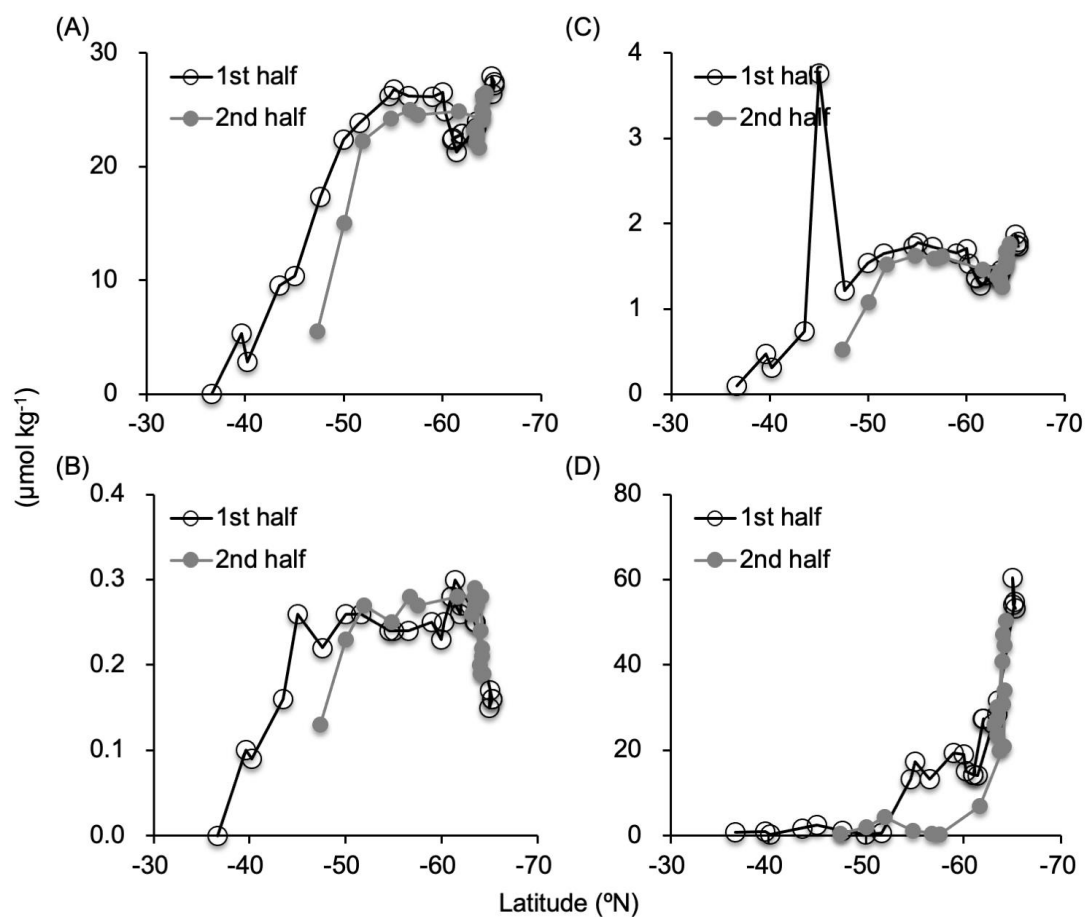 (A)
30
20
10
0
-30 -40 -50 -60 -70
1st half
2nd half
(C)
4
3
2
1
0
-30 -40 -50 -60 -70
1st half
2nd half
(µmol kg-1)
(B)
0.4
0.3
0.2
0.1
0.0
-30 -40 -50 -60 -70
1st half
2nd half
(D)
80
60
40
20
0
-30 -40 -50 -60 -70
1st half
2nd half
Latitude (ºN)